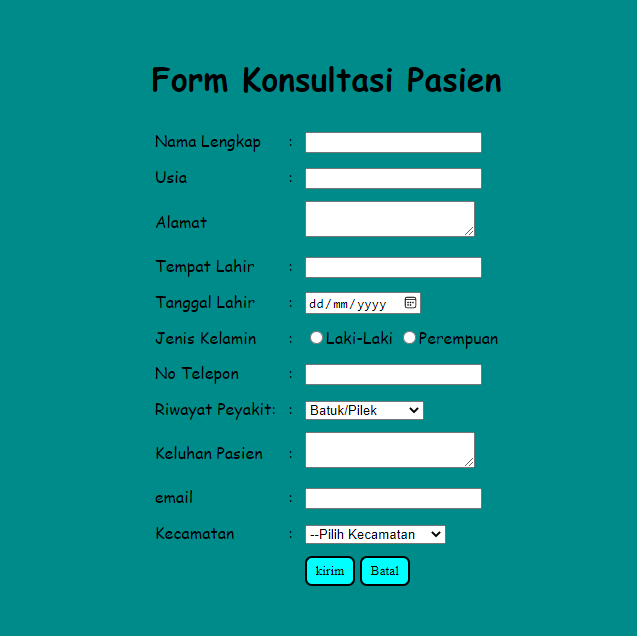 Form Konsultasi Pasien
Nama Lengkap :
Usia :
Alamat
Tempat Lahir :
Tanggal Lahir : dd/mm/yyyy
Jenis Kelamin : Laki-Laki Perempuan
No Telepon :
Riwayat Peyakit: : Batuk/Pilek
Keluhan Pasien :
email :
Kecamatan : --Pilih Kecamatan
kirim Batal